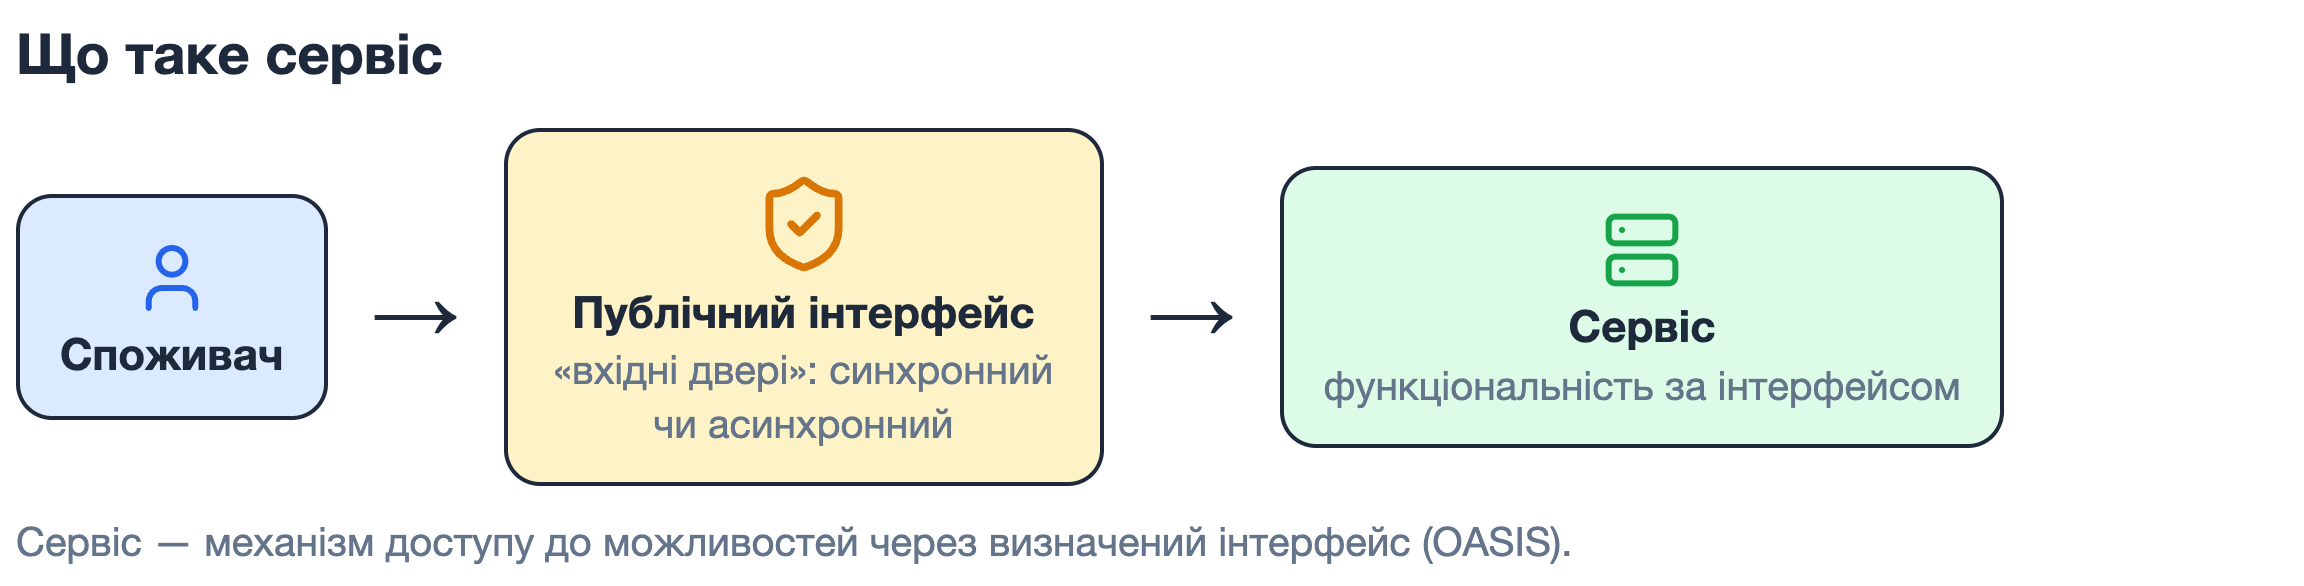 Що таке сервіс
Споживач
Публічний інтерфейс
«вхідні двері»: синхронний
чи асинхронний
Сервіс
функціональність за інтерфейсом
Сервіс — механізм доступу до можливостей через визначений інтерфейс (OASIS).